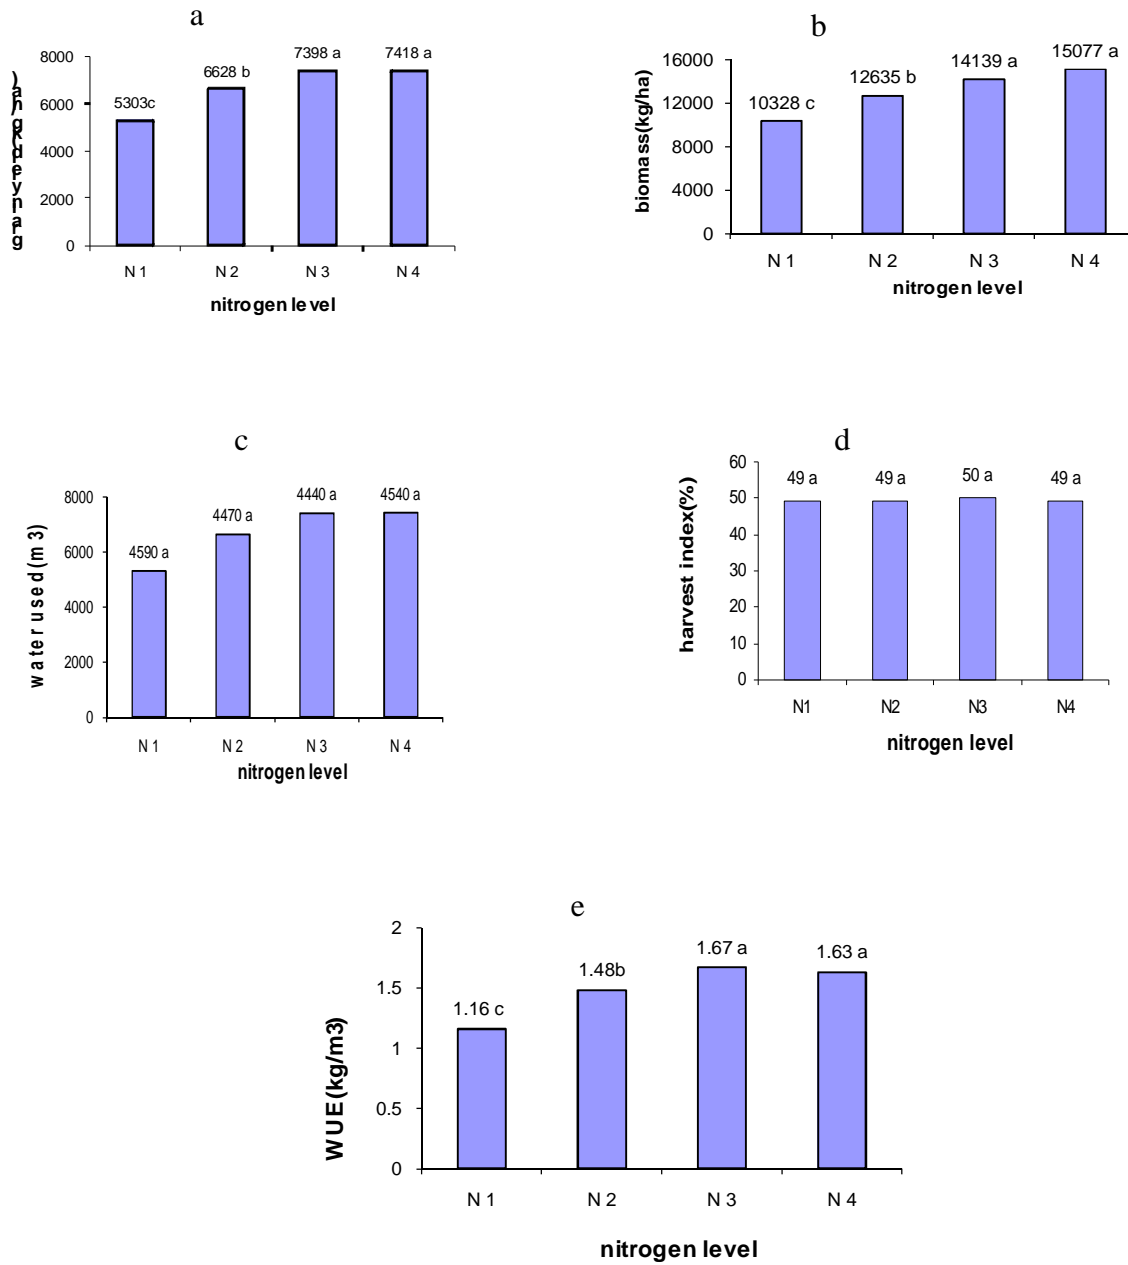 a
8000
6000
4000
2000
0
5303c
6628 b
7398 a
7418 a
N 1 N 2 N 3 N 4
nitrogen level
b
biomass(kg/ha)
16000
12000
8000
4000
0
10328 c
12635 b
14139 a
15077 a
N 1 N 2 N 3 N 4
nitrogen level
c
water used(m 3)
8000
6000
4000
2000
0
4590 a
4470 a
4440 a
4540 a
N 1 N 2 N 3 N 4
nitrogen level
d
harvest index(%)
60
50
40
30
20
10
0
49 a
49 a
50 a
49 a
N1 N2 N3 N4
nitrogen level
e
WUE(kg/m3)
2
1.5
1
0.5
0
1.16 c
1.48b
1.67 a
1.63 a
N 1 N 2 N 3 N 4
nitrogen level